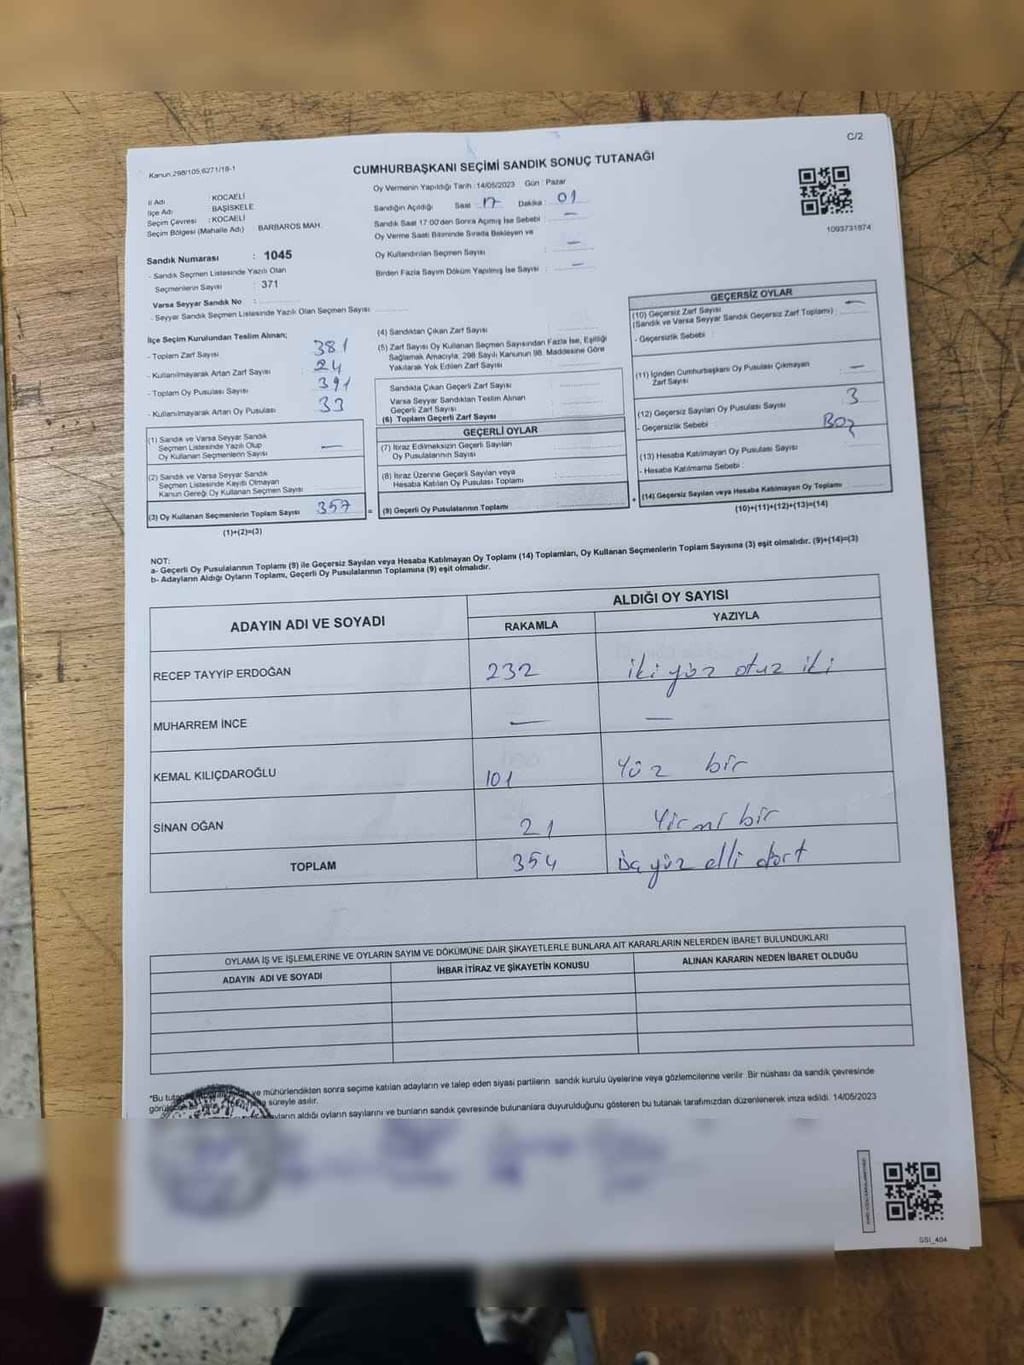 C/2
Kanun.298/105,6271/18-1
CUMHURBAŞKANI SEÇİMİ SANDIK SONUÇ TUTANAĞI
İl Adı KOCAELİ
İlçe Adı BAŞİSKELE
Seçim Çevresi : KOCAELİ
Seçim Bölgesi (Mahalle Adı) : BARBAROS MAH.
Oy Vermenin Yapıldığı Tarih : 14/05/2023 Gün : Pazar
Sandığın Açıldığı Saat : 17 Dakika : 01
Sandık Saat 17:00'den Sonra Açılmış İse Sebebi : —
Oy Verme Saati Bitiminde Sırada Bekleyen ve
Oy Kullandırılan Seçmen Sayısı : —
Birden Fazla Sayım Döküm Yapılmış İse Sayısı : —
1093731874
Sandık Numarası : 1045
- Sandık Seçmen Listesinde Yazılı Olan
Seçmenlerin Sayısı : 371
Varsa Seyyar Sandık No :
- Seyyar Sandık Seçmen Listesinde Yazılı Olan Seçmen Sayısı
İlçe Seçim Kurulundan Teslim Alınan;
- Toplam Zarf Sayısı : 381
- Kullanılmayarak Artan Zarf Sayısı : 24
- Toplam Oy Pusulası Sayısı : 391
- Kullanılmayarak Artan Oy Pusulası : 33
(1) Sandık ve Varsa Seyyar Sandık
Seçmen Listesinde Yazılı Olup
Oy Kullanan Seçmenlerin Sayısı —
(2) Sandık ve Varsa Seyyar Sandık
Seçmen Listesinde Kayıtlı Olmayan
Kanun Gereği Oy Kullanan Seçmen Sayısı
(3) Oy Kullanan Seçmenlerin Toplam Sayısı 357
(1)+(2)=(3)
(4) Sandıktan Çıkan Zarf Sayısı
(5) Zarf Sayısı Oy Kullanan Seçmen Sayısından Fazla İse, Eşitliği
Sağlamak Amacıyla, 298 Sayılı Kanunun 98. Maddesine Göre
Yakılarak Yok Edilen Zarf Sayısı
Sandıkla Çıkan Geçerli Zarf Sayısı
Varsa Seyyar Sandıktan Teslim Alınan
Geçerli Zarf Sayısı
(6) Toplam Geçerli Zarf Sayısı
GEÇERLİ OYLAR
(7) İtiraz Edilmeksizin Geçerli Sayılan
Oy Pusulalarının Sayısı
(8) İtiraz Üzerine Geçerli Sayılan veya
Hesaba Katılan Oy Pusulası Toplamı
= (9) Geçerli Oy Pusulalarının Toplamı
GEÇERSİZ OYLAR
(10) Geçersiz Zarf Sayısı
(Sandık ve Varsa Seyyar Sandık Geçersiz Zarf Toplamı) : —
- Geçersizlik Sebebi :
(11) İçinden Cumhurbaşkanı Oy Pusulası Çıkmayan
Zarf Sayısı —
(12) Geçersiz Sayılan Oy Pusulası Sayısı 3
- Geçersizlik Sebebi : Boş
(13) Hesaba Katılmayan Oy Pusulası Sayısı
- Hesaba Katılmama Sebebi :
+ (14) Geçersiz Sayılan veya Hesaba Katılmayan Oy Toplamı
(10)+(11)+(12)+(13)=(14)
NOT:
a- Geçerli Oy Pusulalarının Toplamı (9) ile Geçersiz Sayılan veya Hesaba Katılmayan Oy Toplamı (14) Toplamları, Oy Kullanan Seçmenlerin Toplam Sayısına (3) eşit olmalıdır. (9)+(14)=(3)
b- Adayların Aldığı Oyların Toplamı, Geçerli Oy Pusulalarının Toplamına (9) eşit olmalıdır.
ADAYIN ADI VE SOYADI
ALDIĞI OY SAYISI
RAKAMLA YAZIYLA
RECEP TAYYİP ERDOĞAN 232 iki yüz otuz iki
MUHARREM İNCE — —
KEMAL KILIÇDAROĞLU 101 Yüz bir
SİNAN OĞAN 21 Yirmi bir
TOPLAM 354 üç yüz elli dört
OYLAMA İŞ VE İŞLEMLERİNE VE OYLARIN SAYIM VE DÖKÜMÜNE DAİR ŞİKAYETLERLE BUNLARA AİT KARARLARIN NELERDEN İBARET BULUNDUKLARI
ADAYIN ADI VE SOYADI İHBAR İTİRAZ VE ŞİKAYETİN KONUSU ALINAN KARARIN NEDEN İBARET OLDUĞU
*Bu ve mühürlendikten sonra seçime katılan adayların ve talep eden siyasi partilerin sandık kurulu üyelerine veya gözlemcilerine verilir. Bir nüshası da sandık çevresinde
süreyle asılır.
aldığı oyların sayılarını ve bunların sandık çevresinde bulunanlara duyurulduğunu gösteren bu tutanak tarafımızdan düzenlenerek imza edildi. 14/05/2023
SSİ_404